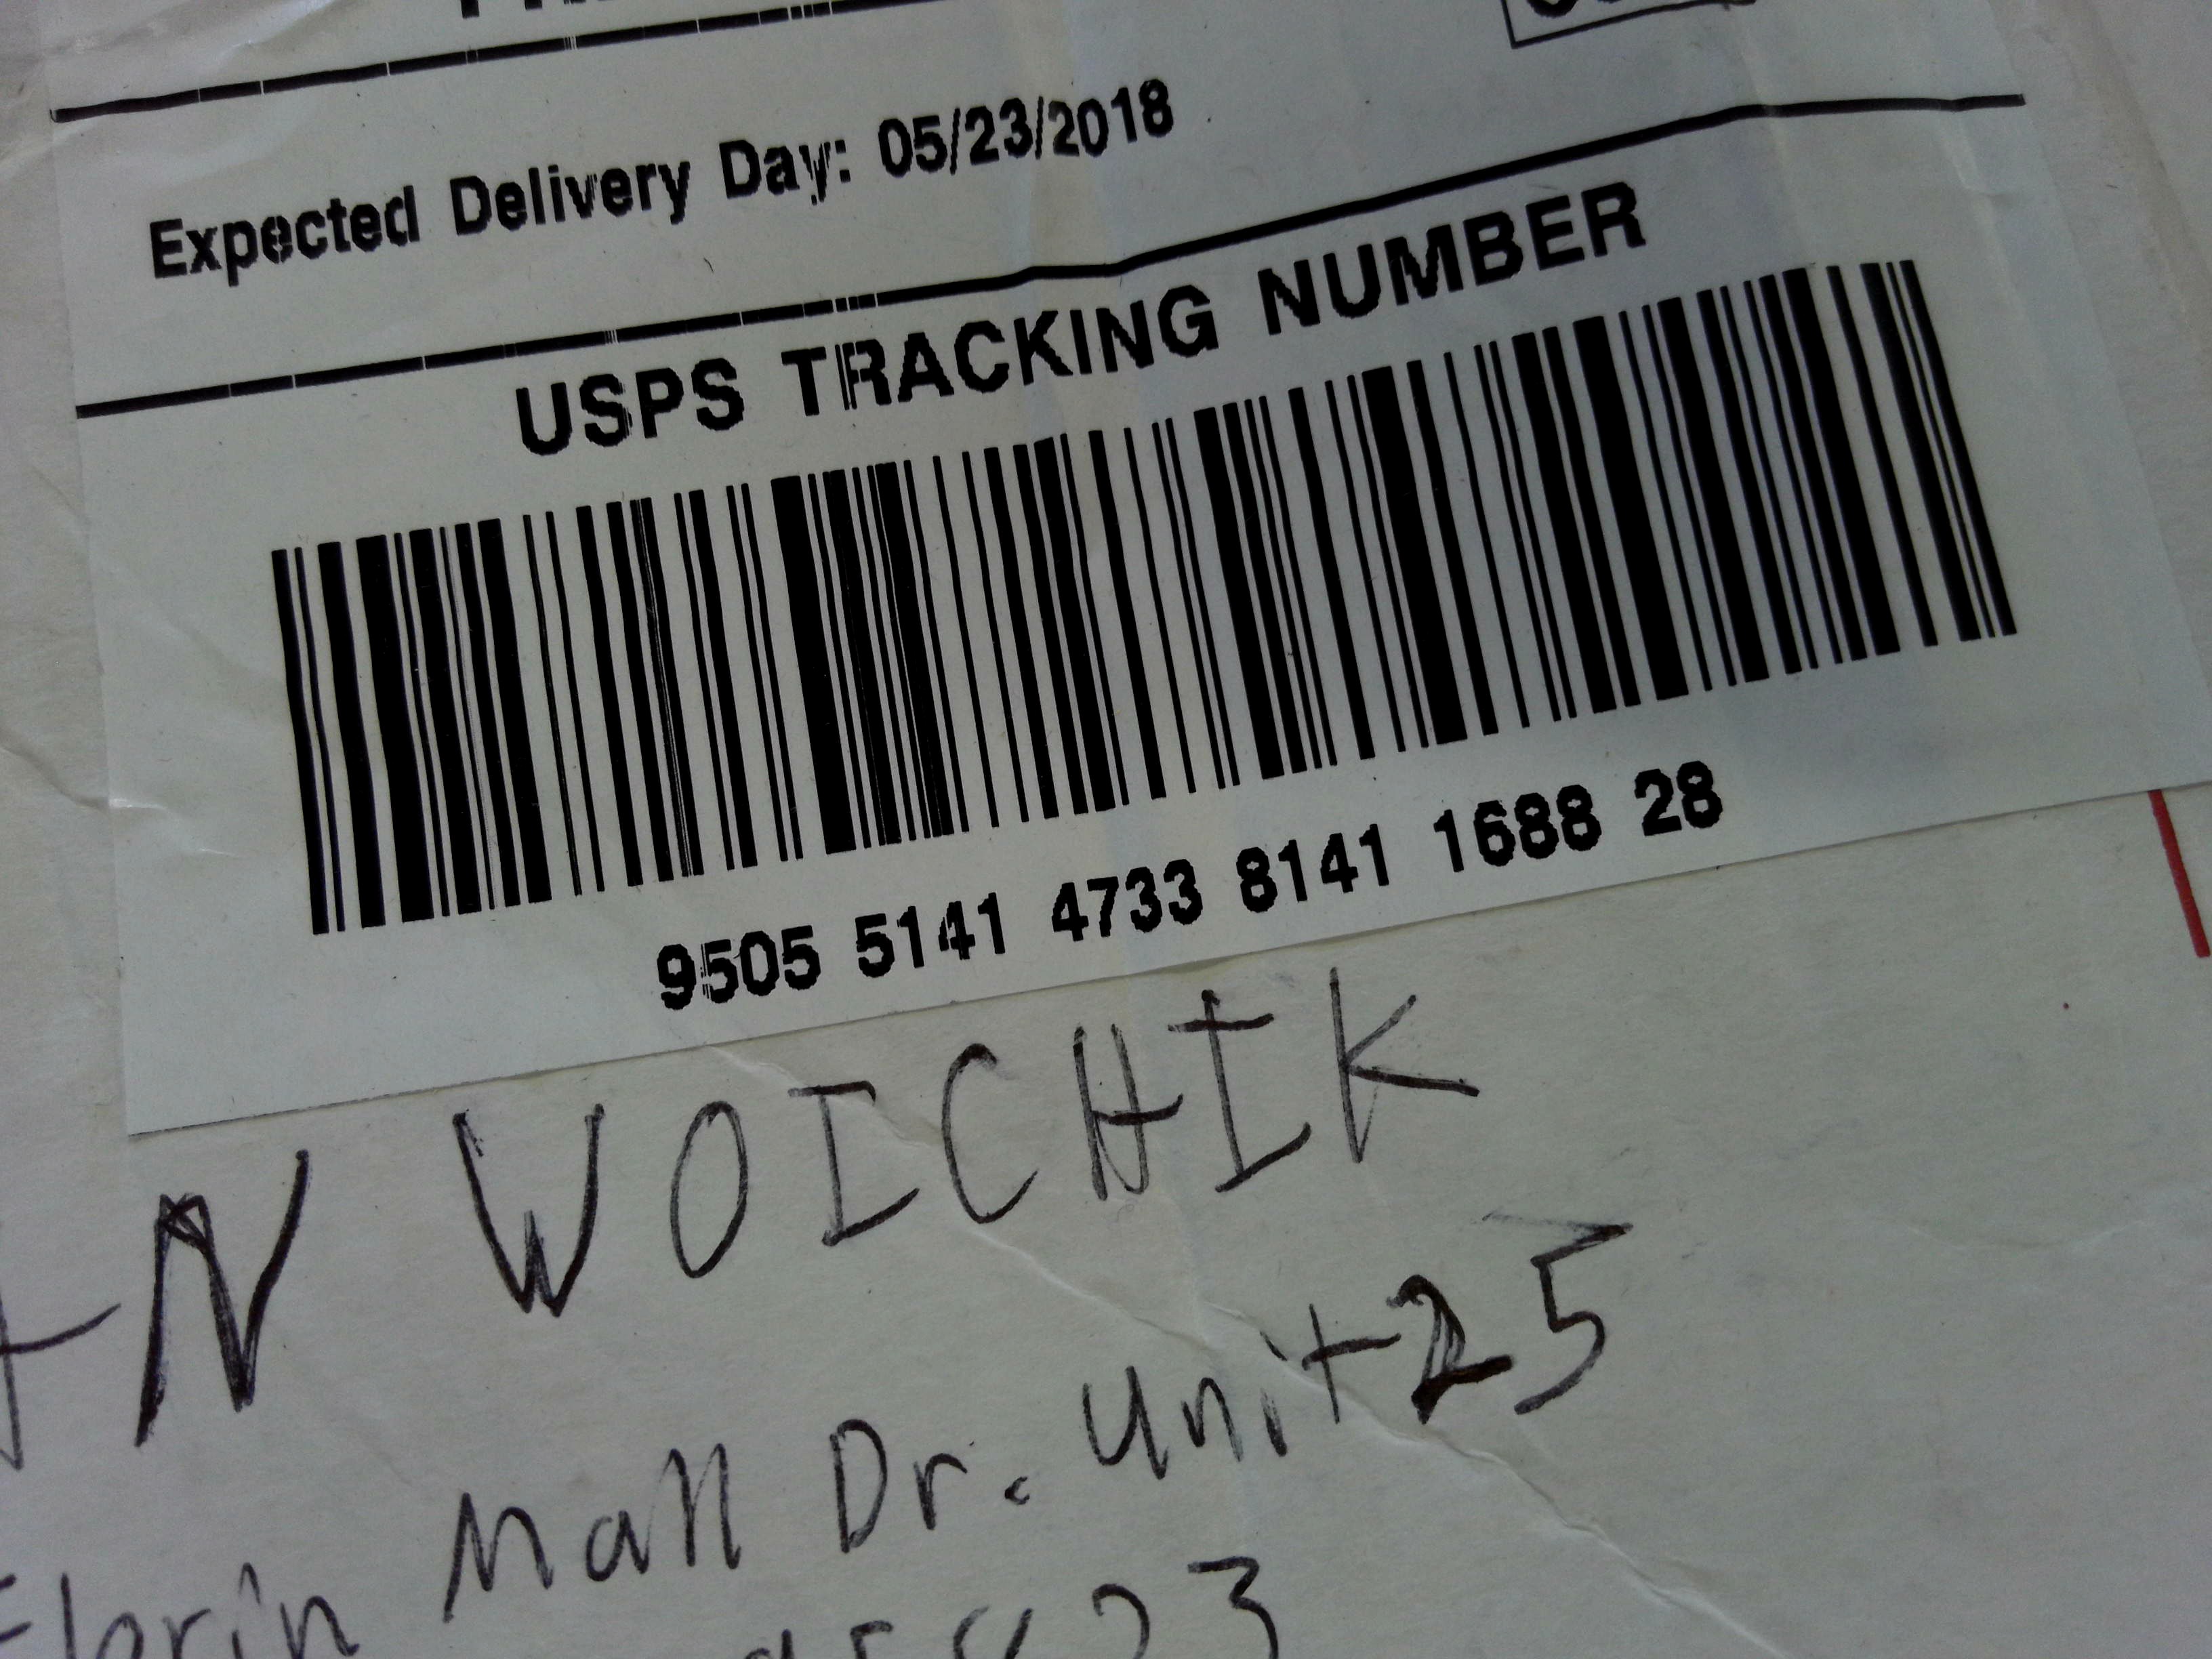 Expected Delivery Day: 05/23/2018
USPS TRACKING NUMBER
9505 5141 4733 8141 1688 28
N WOICHIK
Florin Mall Dr. Unit 25